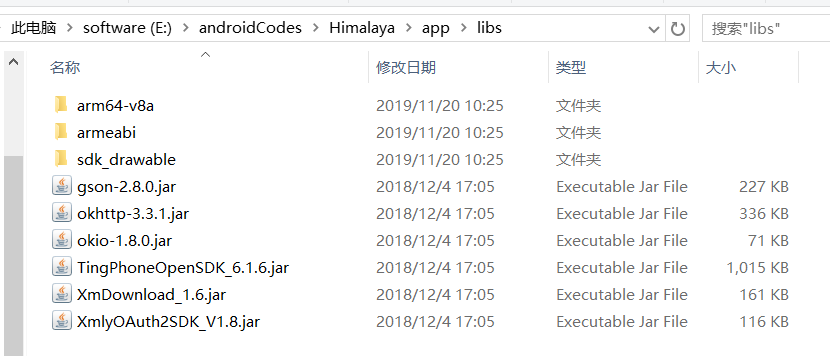 此电脑 > software (E:) > androidCodes > Himalaya > app > libs 搜索"libs"
名称 修改日期 类型 大小
arm64-v8a 2019/11/20 10:25 文件夹
armeabi 2019/11/20 10:25 文件夹
sdk_drawable 2019/11/20 10:25 文件夹
gson-2.8.0.jar 2018/12/4 17:05 Executable Jar File 227 KB
okhttp-3.3.1.jar 2018/12/4 17:05 Executable Jar File 336 KB
okio-1.8.0.jar 2018/12/4 17:05 Executable Jar File 71 KB
TingPhoneOpenSDK_6.1.6.jar 2018/12/4 17:05 Executable Jar File 1,015 KB
XmDownload_1.6.jar 2018/12/4 17:05 Executable Jar File 161 KB
XmlyOAuth2SDK_V1.8.jar 2018/12/4 17:05 Executable Jar File 116 KB